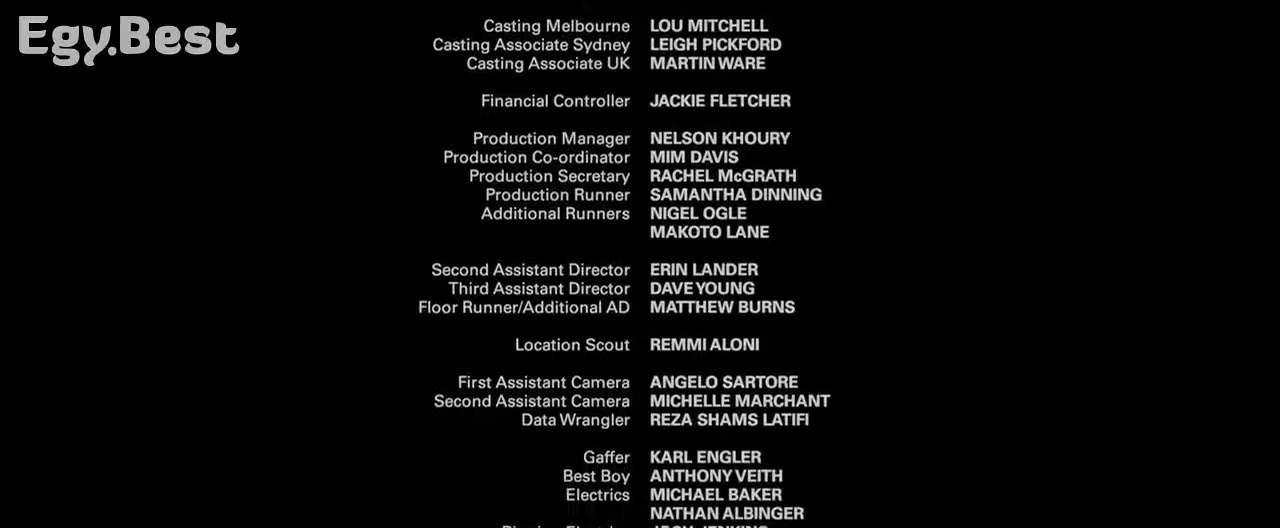 Egy.Best
Casting Melbourne LOU MITCHELL
Casting Associate Sydney LEIGH PICKFORD
Casting Associate UK MARTIN WARE
Financial Controller JACKIE FLETCHER
Production Manager NELSON KHOURY
Production Co-ordinator MIM DAVIS
Production Secretary RACHEL McGRATH
Production Runner SAMANTHA DINNING
Additional Runners NIGEL OGLE
MAKOTO LANE
Second Assistant Director ERIN LANDER
Third Assistant Director DAVE YOUNG
Floor Runner/Additional AD MATTHEW BURNS
Location Scout REMMI ALONI
First Assistant Camera ANGELO SARTORE
Second Assistant Camera MICHELLE MARCHANT
Data Wrangler REZA SHAMS LATIFI
Gaffer KARL ENGLER
Best Boy ANTHONY VEITH
Electrics MICHAEL BAKER
NATHAN ALBINGER